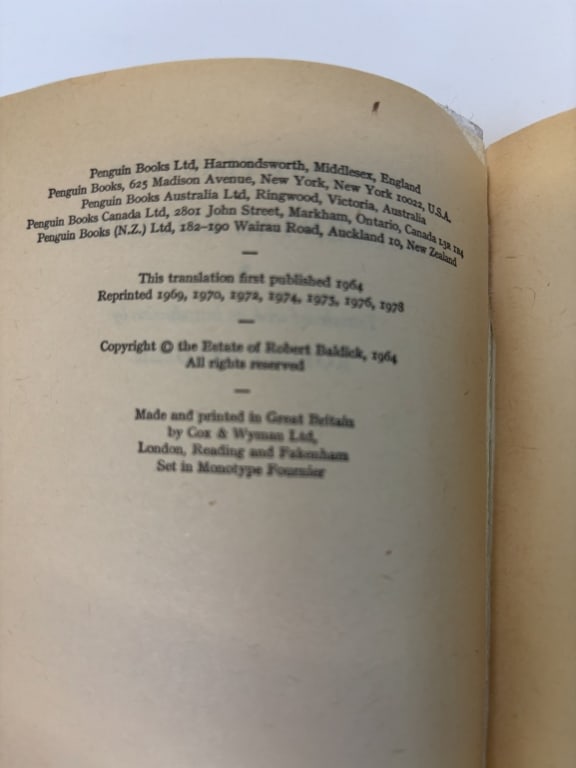 Penguin Books Ltd, Harmondsworth, Middlesex, England
Penguin Books, 625 Madison Avenue, New York, New York 10022, U.S.A.
Penguin Books Australia Ltd, Ringwood, Victoria, Australia
Penguin Books Canada Ltd, 2801 John Street, Markham, Ontario, Canada
Penguin Books (N.Z.) Ltd, 182–190 Wairau Road, Auckland 10, New Zealand
—
This translation first published 1964
Reprinted 1969, 1970, 1972, 1974, 1975, 1976, 1978
—
Copyright © the Estate of Robert Baldick, 1964
All rights reserved
—
Made and printed in Great Britain
by Cox & Wyman Ltd,
London, Reading and Fakenham
Set in Monotype Fournier